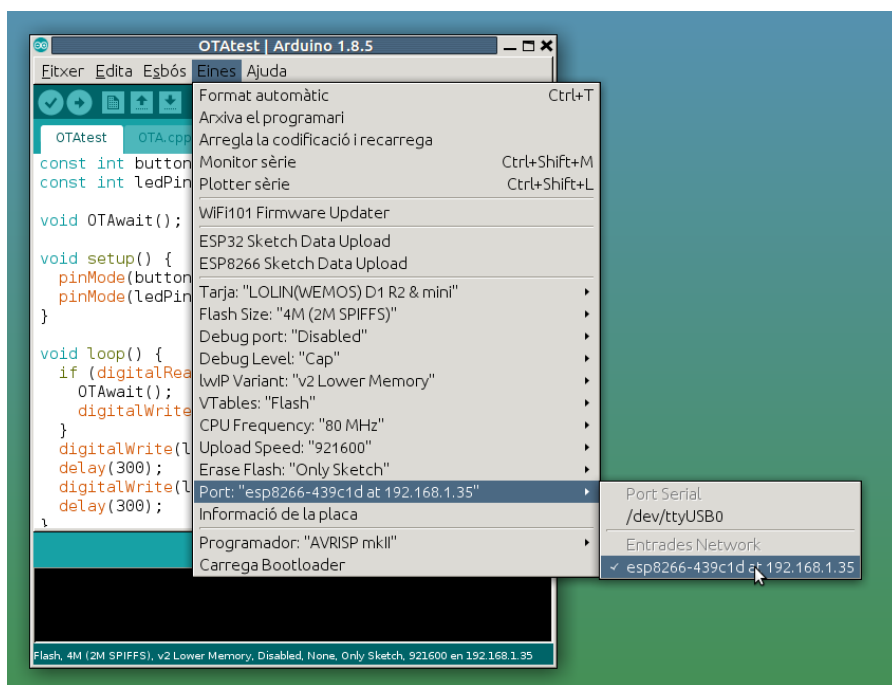 OTAtest | Arduino 1.8.5
Fitxer Edita Esbós Eines Ajuda
OTAtest OTA.cpp
const int button
const int ledPin
void OTAwait();
void setup() {
pinMode(button
pinMode(ledPin
}
void loop() {
if (digitalRea
OTAwait();
digitalWrite
}
digitalWrite(l
delay(300);
digitalWrite(l
delay(300);
}
Format automàtic Ctrl+T
Arxiva el programari
Arregla la codificació i recarrega
Monitor sèrie Ctrl+Shift+M
Plotter sèrie Ctrl+Shift+L
WiFi101 Firmware Updater
ESP32 Sketch Data Upload
ESP8266 Sketch Data Upload
Tarja: "LOLIN(WEMOS) D1 R2 & mini"
Flash Size: "4M (2M SPIFFS)"
Debug port: "Disabled"
Debug Level: "Cap"
lwIP Variant: "v2 Lower Memory"
VTables: "Flash"
CPU Frequency: "80 MHz"
Upload Speed: "921600"
Erase Flash: "Only Sketch"
Port: "esp8266-439c1d at 192.168.1.35"
Informació de la placa
Programador: "AVRISP mkII"
Carrega Bootloader
Port Serial
/dev/ttyUSB0
Entrades Network
✓ esp8266-439c1d at 192.168.1.35
Flash, 4M (2M SPIFFS), v2 Lower Memory, Disabled, None, Only Sketch, 921600 en 192.168.1.35